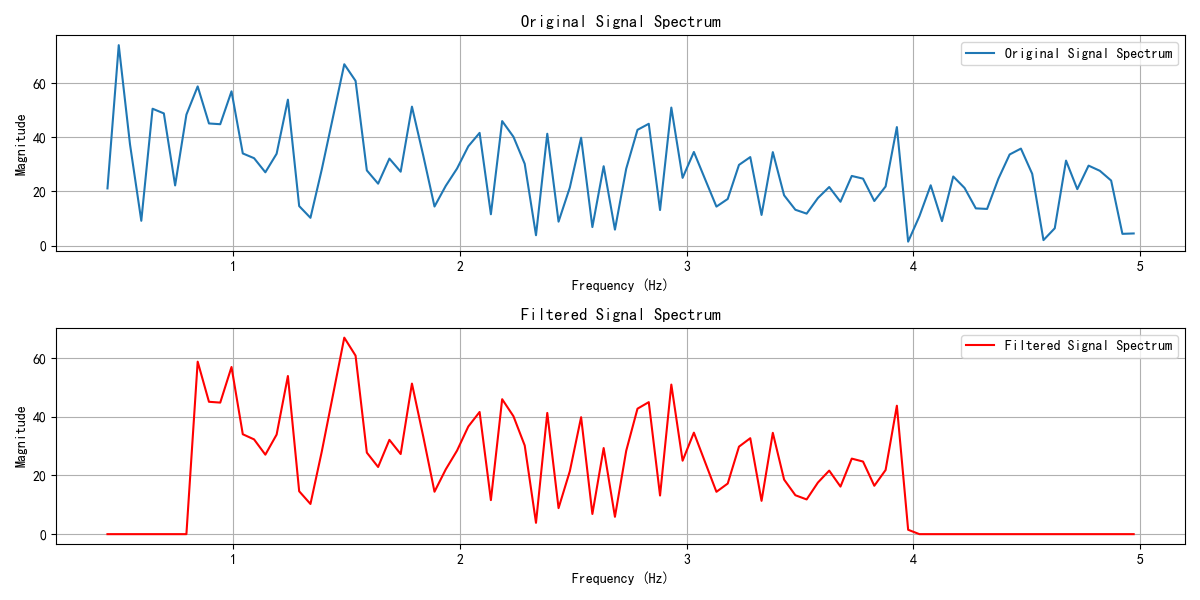 Original Signal Spectrum
Original Signal Spectrum
Magnitude
60
40
20
0
1 2 3 4 5
Frequency (Hz)
Filtered Signal Spectrum
Filtered Signal Spectrum
Magnitude
60
40
20
0
1 2 3 4 5
Frequency (Hz)